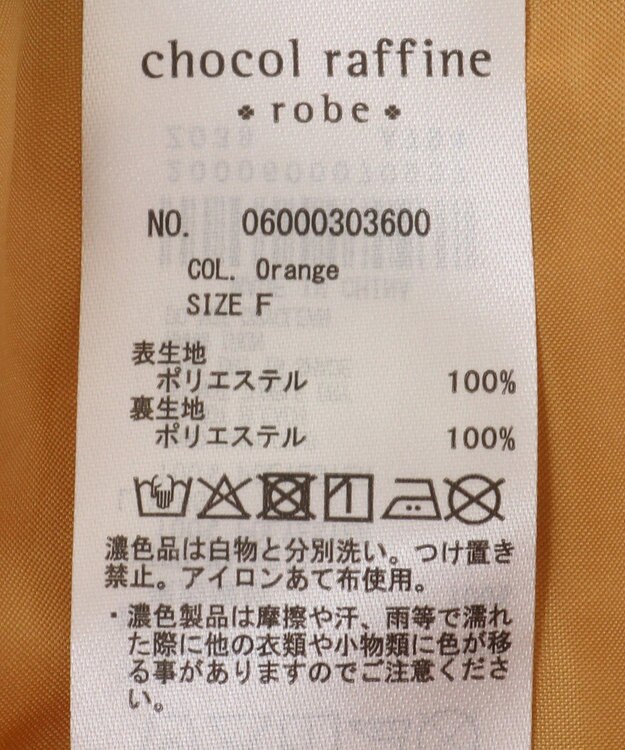 chocol raffine
robe
NO. 06000303600
COL. Orange
SIZE F
表生地
ポリエステル 100%
裏生地
ポリエステル 100%
濃色品は白物と分別洗い。つけ置き
禁止。アイロンあて布使用。
・濃色製品は摩擦や汗、雨等で濡れ
た際に他の衣類や小物類に色が移
る事がありますのでご注意くださ
い。